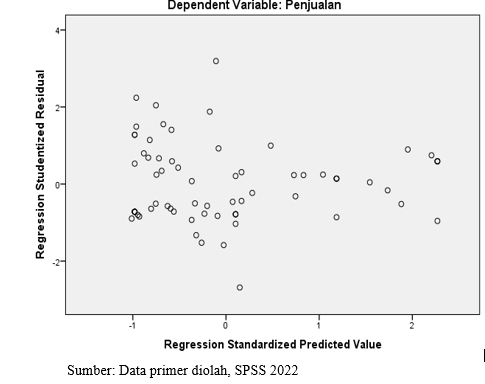 Dependent Variable: Penjualan
Regression Studentized Residual
4
2
0
-2
-1
0
1
2
Regression Standardized Predicted Value
Sumber: Data primer diolah, SPSS 2022